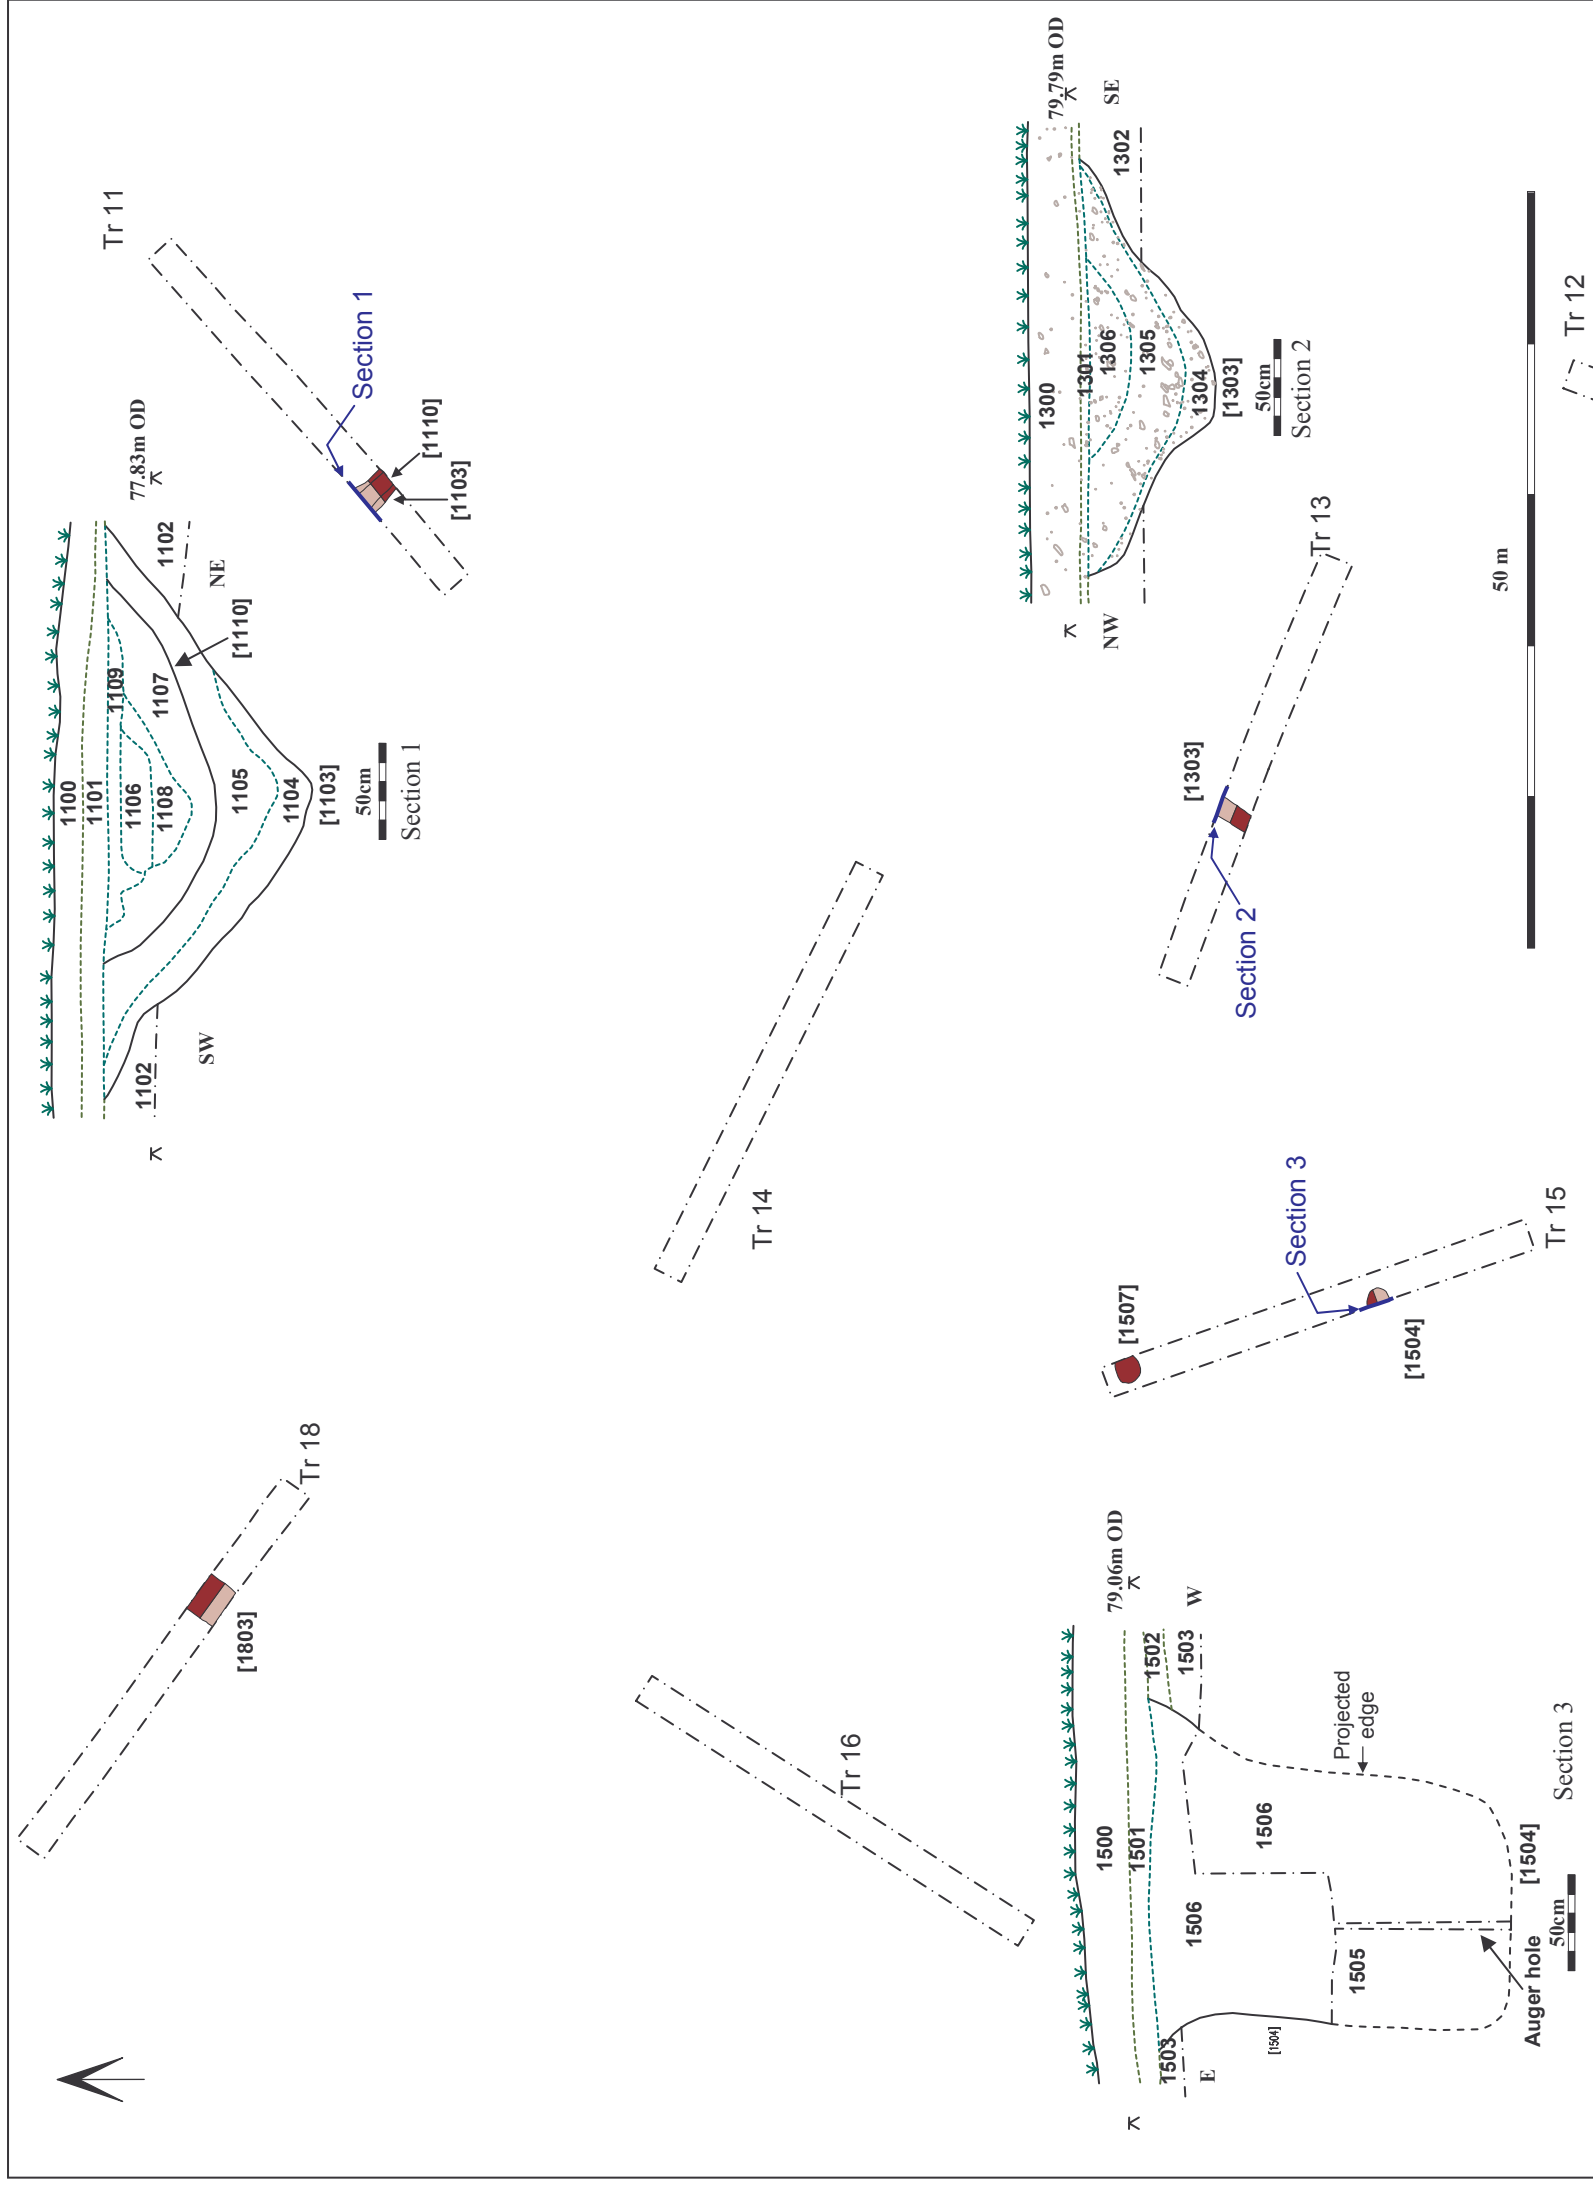 Tr 18
[1803]
Tr 16
Tr 14
Tr 11
Section 1
[1110]
[1103]
77.83m OD
1100
1101
1109
1106
1107
1108
1105
1104
[1103]
[1110]
1102
1102
SW
NE
50cm
Section 1
79.06m OD
1500
1501
1502
1503
1503
1506
1506
1505
E
W
[1504]
[1504]
Projected
edge
Auger hole
50cm
Section 3
[1507]
Section 3
[1504]
Tr 15
[1303]
Section 2
Tr 13
79.79m OD
1300
1301
1306
1305
1304
[1303]
1302
NW
SE
50cm
Section 2
50 m
Tr 12